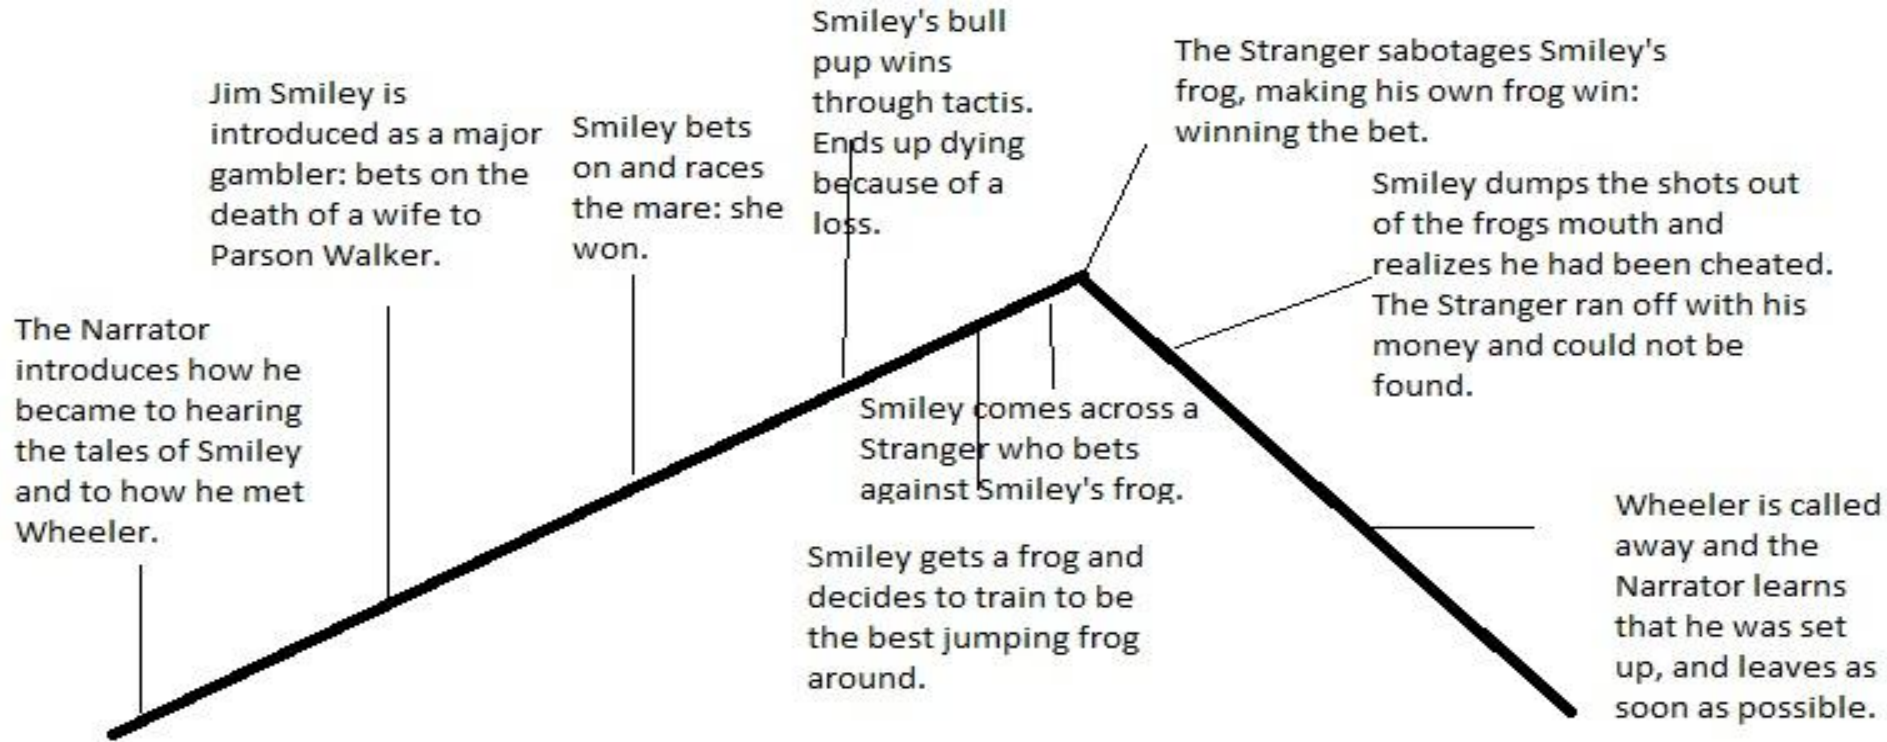 The Narrator
introduces how he
became to hearing
the tales of Smiley
and to how he met
Wheeler.
Jim Smiley is
introduced as a major
gambler: bets on the
death of a wife to
Parson Walker.
Smiley bets
on and races
the mare: she
won.
Smiley's bull
pup wins
through tactis.
Ends up dying
because of a
loss.
Smiley gets a frog and
decides to train to be
the best jumping frog
around.
Smiley comes across a
Stranger who bets
against Smiley's frog.
The Stranger sabotages Smiley's
frog, making his own frog win:
winning the bet.
Smiley dumps the shots out
of the frogs mouth and
realizes he had been cheated.
The Stranger ran off with his
money and could not be
found.
Wheeler is called
away and the
Narrator learns
that he was set
up, and leaves as
soon as possible.